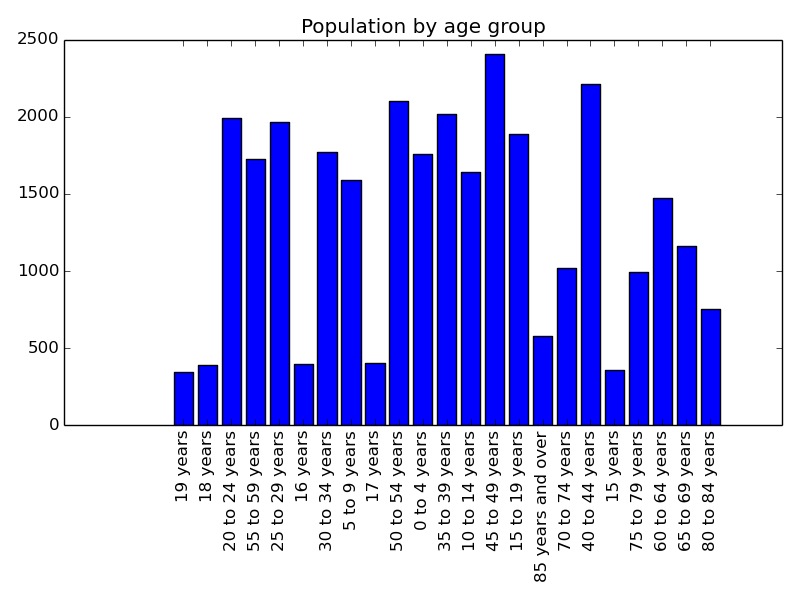 Population by age group
2500
2000
1500
1000
500
0
19 years
18 years
20 to 24 years
55 to 59 years
25 to 29 years
16 years
30 to 34 years
5 to 9 years
17 years
50 to 54 years
0 to 4 years
35 to 39 years
10 to 14 years
45 to 49 years
15 to 19 years
85 years and over
70 to 74 years
40 to 44 years
15 years
75 to 79 years
60 to 64 years
65 to 69 years
80 to 84 years